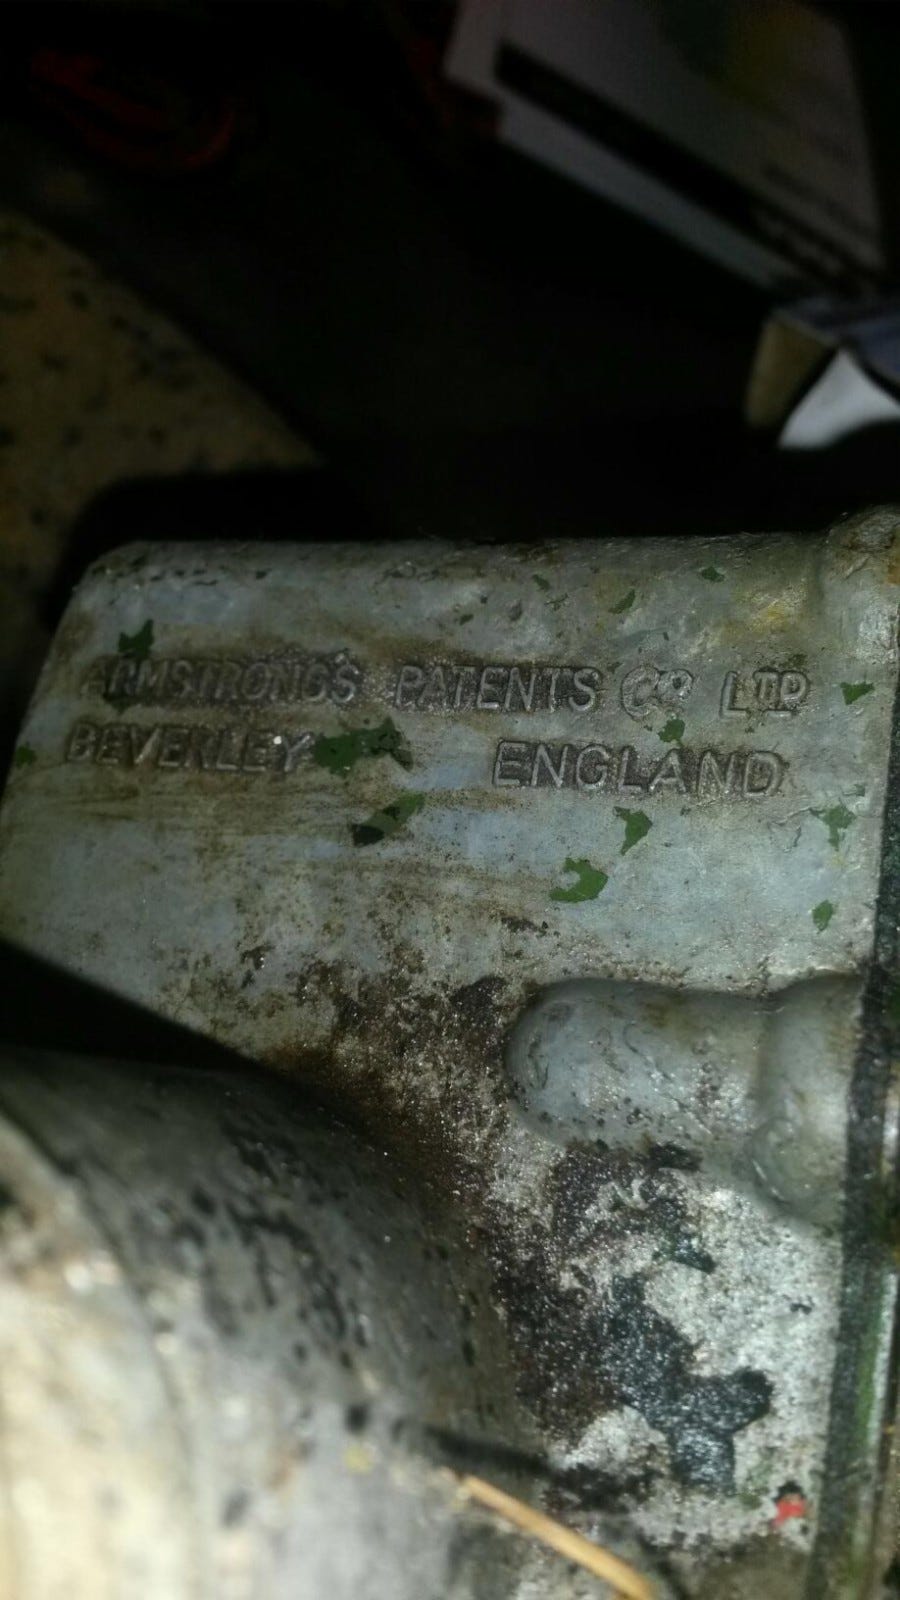 ARMSTRONG'S PATENTS CO LTD
BEVERLEY ENGLAND